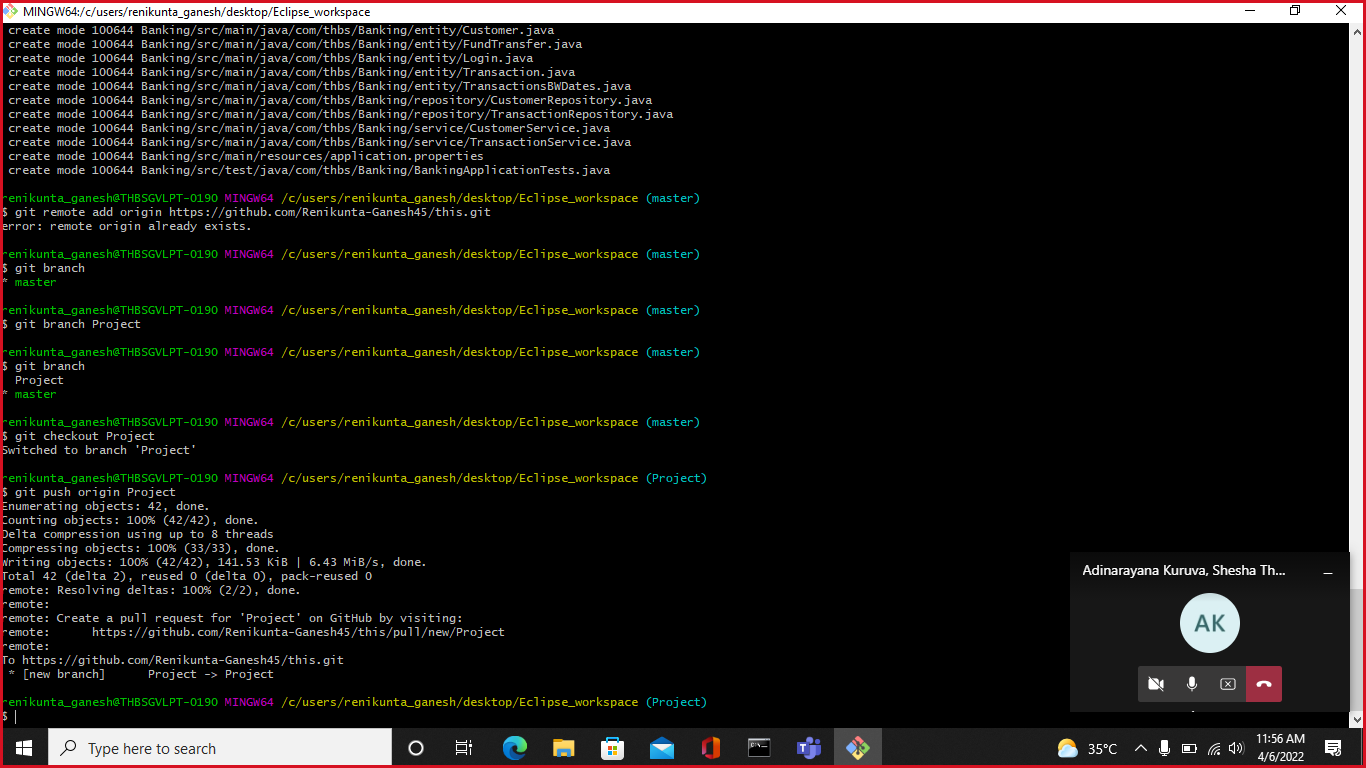 MINGW64:/c/users/renikunta_ganesh/desktop/Eclipse_workspace
create mode 100644 Banking/src/main/java/com/thbs/Banking/entity/Customer.java
create mode 100644 Banking/src/main/java/com/thbs/Banking/entity/FundTransfer.java
create mode 100644 Banking/src/main/java/com/thbs/Banking/entity/Login.java
create mode 100644 Banking/src/main/java/com/thbs/Banking/entity/Transaction.java
create mode 100644 Banking/src/main/java/com/thbs/Banking/entity/TransactionsBWDates.java
create mode 100644 Banking/src/main/java/com/thbs/Banking/repository/CustomerRepository.java
create mode 100644 Banking/src/main/java/com/thbs/Banking/repository/TransactionRepository.java
create mode 100644 Banking/src/main/java/com/thbs/Banking/service/CustomerService.java
create mode 100644 Banking/src/main/java/com/thbs/Banking/service/TransactionService.java
create mode 100644 Banking/src/main/resources/application.properties
create mode 100644 Banking/src/test/java/com/thbs/Banking/BankingApplicationTests.java
renikunta_ganesh@THBSGVLPT-0190 MINGW64 /c/users/renikunta_ganesh/desktop/Eclipse_workspace (master)
$ git remote add origin https://github.com/Renikunta-Ganesh45/this.git
error: remote origin already exists.
renikunta_ganesh@THBSGVLPT-0190 MINGW64 /c/users/renikunta_ganesh/desktop/Eclipse_workspace (master)
$ git branch
* master
renikunta_ganesh@THBSGVLPT-0190 MINGW64 /c/users/renikunta_ganesh/desktop/Eclipse_workspace (master)
$ git branch Project
renikunta_ganesh@THBSGVLPT-0190 MINGW64 /c/users/renikunta_ganesh/desktop/Eclipse_workspace (master)
$ git branch
Project
* master
renikunta_ganesh@THBSGVLPT-0190 MINGW64 /c/users/renikunta_ganesh/desktop/Eclipse_workspace (master)
$ git checkout Project
Switched to branch 'Project'
renikunta_ganesh@THBSGVLPT-0190 MINGW64 /c/users/renikunta_ganesh/desktop/Eclipse_workspace (Project)
$ git push origin Project
Enumerating objects: 42, done.
Counting objects: 100% (42/42), done.
Delta compression using up to 8 threads
Compressing objects: 100% (33/33), done.
Writing objects: 100% (42/42), 141.53 KiB | 6.43 MiB/s, done.
Total 42 (delta 2), reused 0 (delta 0), pack-reused 0
remote: Resolving deltas: 100% (2/2), done.
remote:
remote: Create a pull request for 'Project' on GitHub by visiting:
remote:      https://github.com/Renikunta-Ganesh45/this/pull/new/Project
remote:
To https://github.com/Renikunta-Ganesh45/this.git
* [new branch]      Project -> Project
renikunta_ganesh@THBSGVLPT-0190 MINGW64 /c/users/renikunta_ganesh/desktop/Eclipse_workspace (Project)
$
Adinarayana Kuruva, Shesha Th...
AK
Type here to search
35°C
11:56 AM
4/6/2022